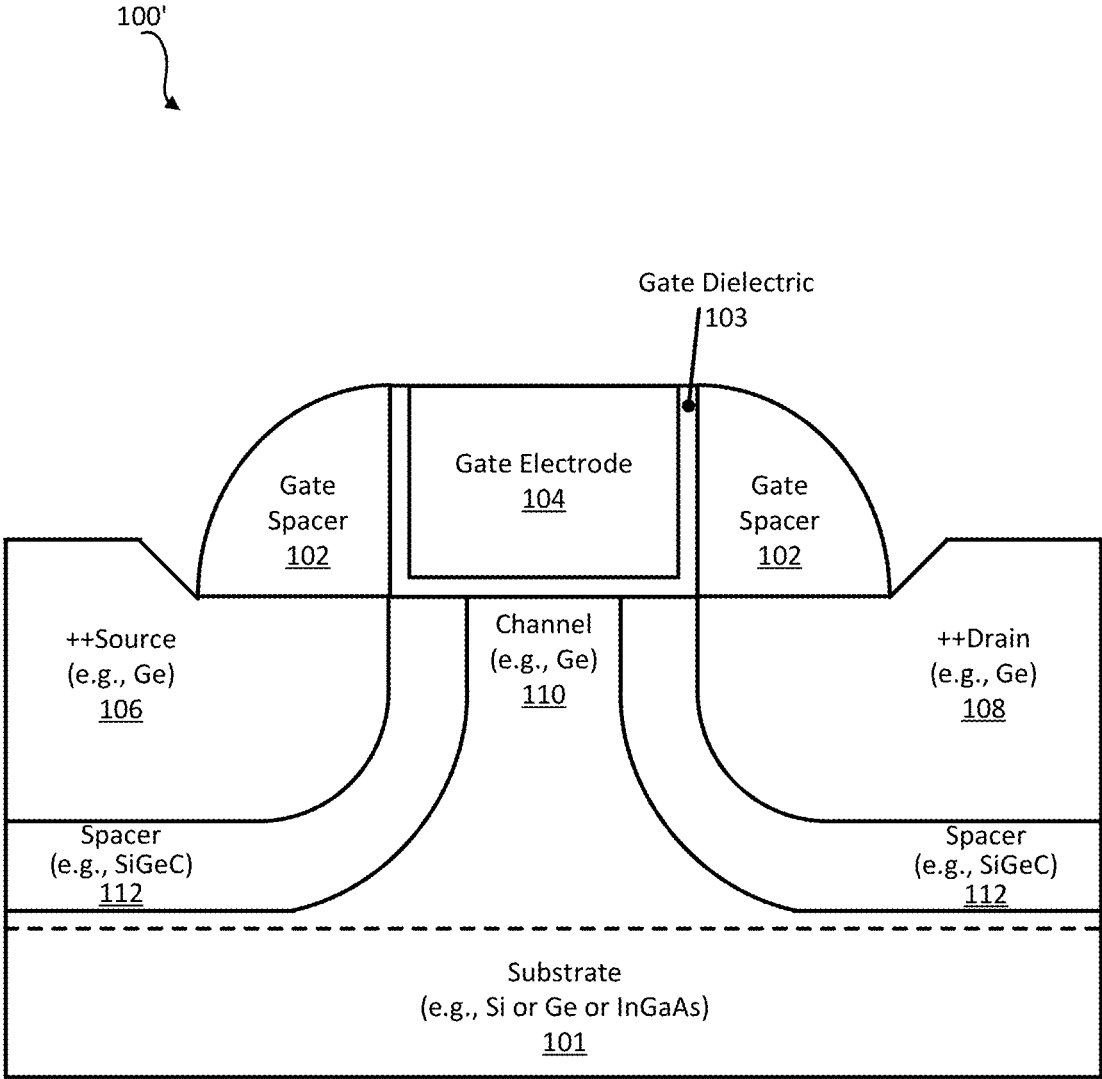 100'
Gate Dielectric
103
Gate Electrode
104
Gate
Spacer
102
Gate
Spacer
102
++Source
(e.g., Ge)
106
Channel
(e.g., Ge)
110
++Drain
(e.g., Ge)
108
Spacer
(e.g., SiGeC)
112
Spacer
(e.g., SiGeC)
112
Substrate
(e.g., Si or Ge or InGaAs)
101